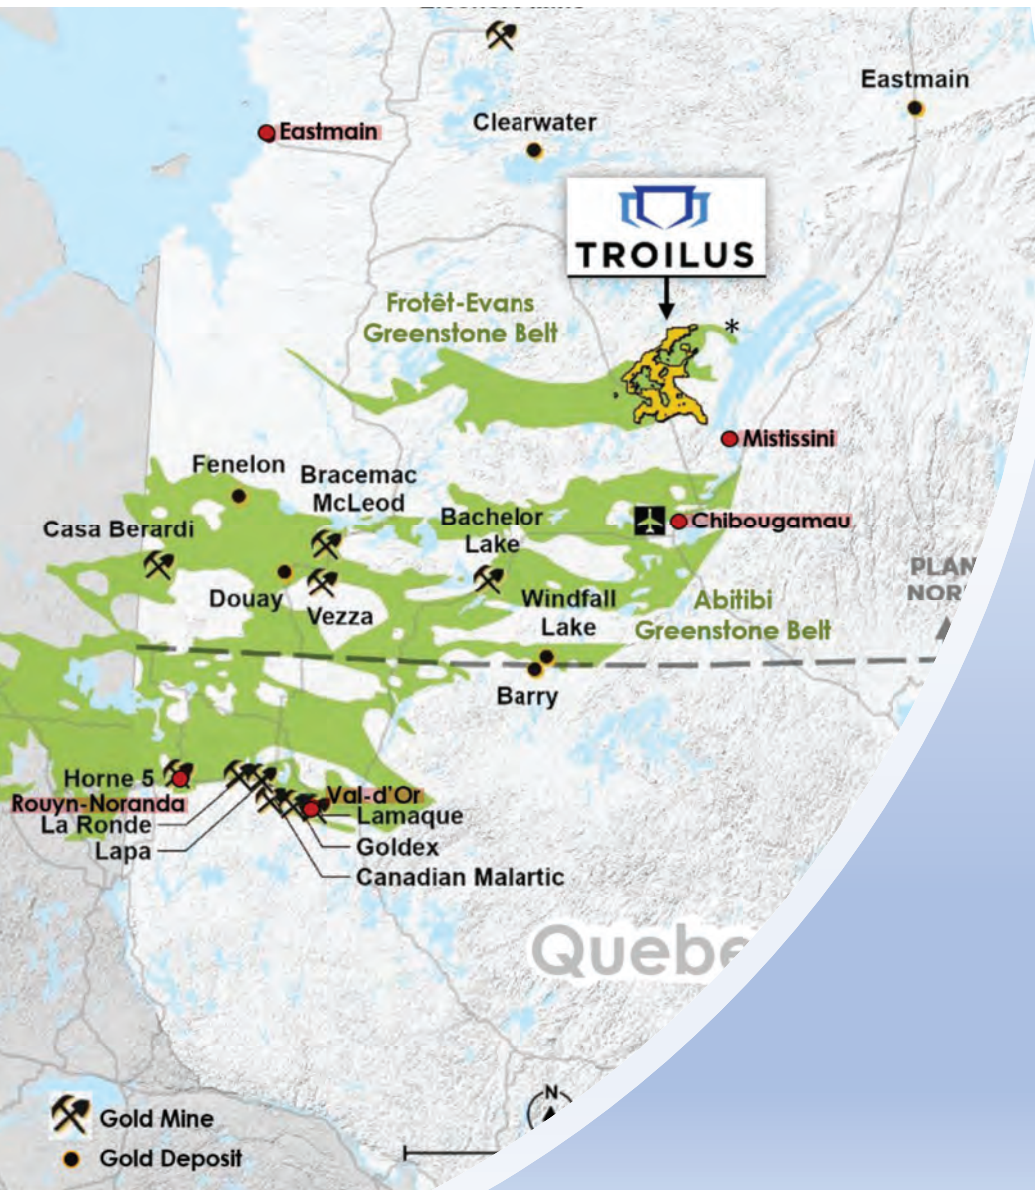 Eastmain
Eastmain
Clearwater
TROILUS
Frotêt-Evans
Greenstone Belt
*
Mistissini
Fenelon
Bracemac
McLeod
Casa Berardi
Bachelor
Lake
Chibougamau
Douay
Vezza
Windfall
Lake
Abitibi
Greenstone Belt
PLAN
NOR
Barry
Horne 5
Rouyn-Noranda
Val-d'Or
La Ronde
Lamaque
Lapa
Goldex
Canadian Malartic
Quebe
N
Gold Mine
Gold Deposit